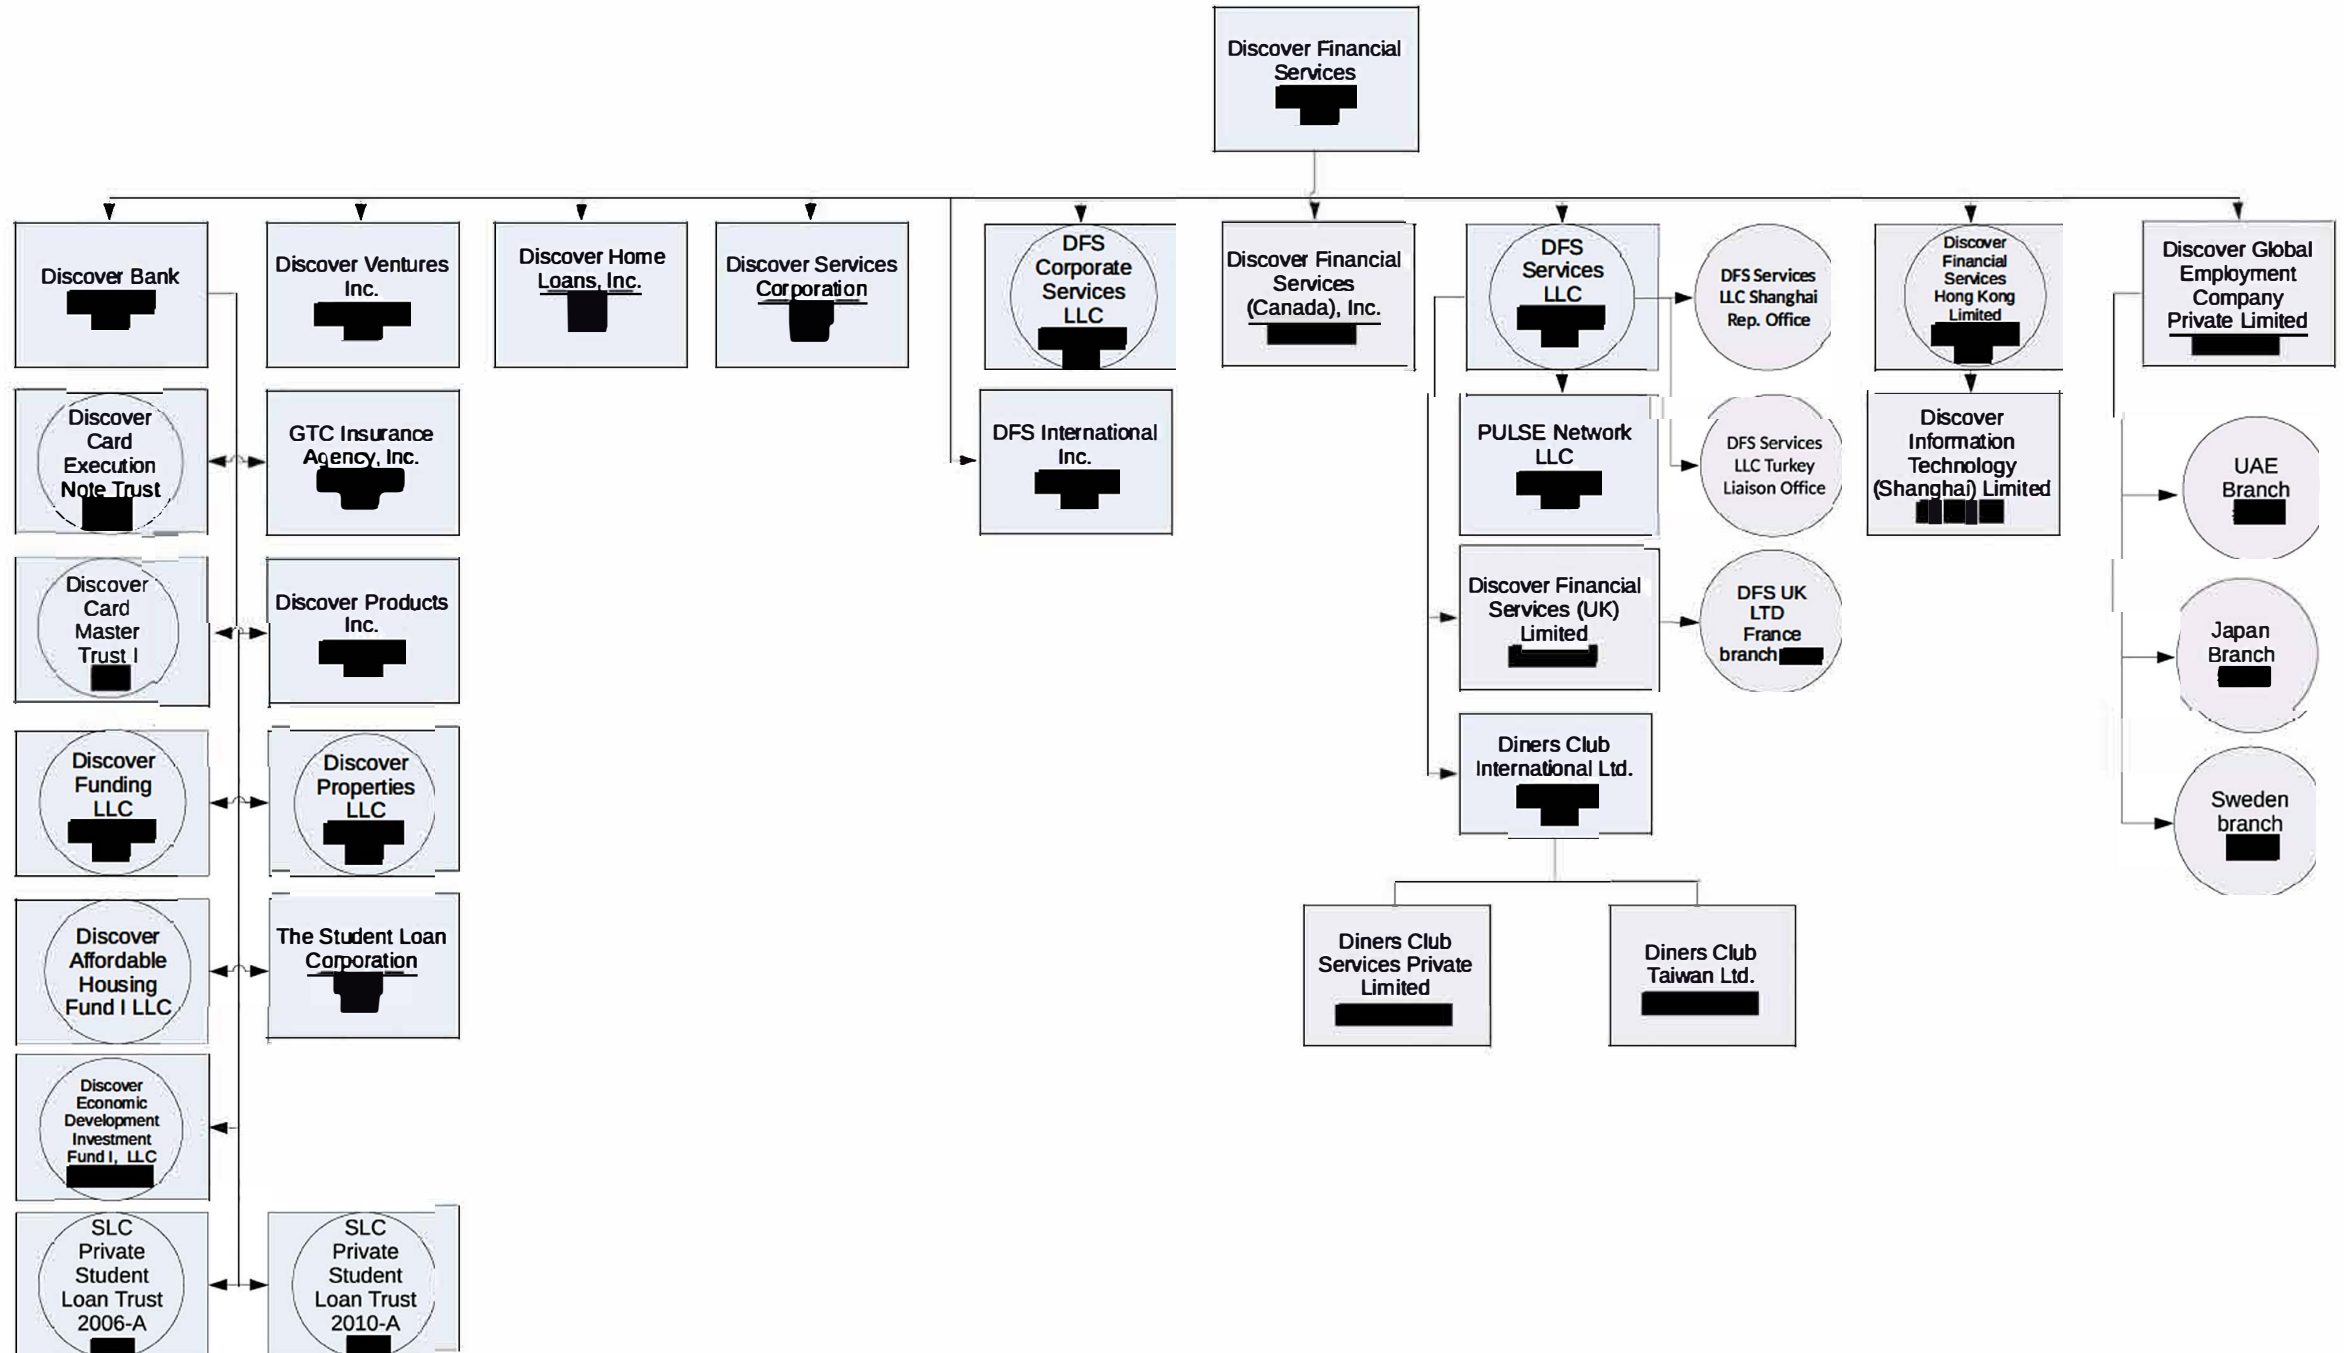 Discover Financial
Services
Discover Bank
Discover Ventures
Inc.
Discover Home
Loans, Inc.
Discover Services
Corporation
DFS
Corporate
Services
LLC
Discover Financial
Services
(Canada), Inc.
DFS
Services
LLC
DFS Services
LLC Shanghai
Rep. Office
Discover
Financial
Services
Hong Kong
Limited
Discover Global
Employment
Company
Private Limited
Discover
Card
Execution
Note Trust
GTC Insurance
Agency, Inc.
DFS International
Inc.
PULSE Network
LLC
DFS Services
LLC Turkey
Liaison Office
Discover
Information
Technology
(Shanghai) Limited
UAE
Branch
Discover
Card
Master
Trust I
Discover Products
Inc.
Discover Financial
Services (UK)
Limited
DFS UK
LTD
France
branch
Japan
Branch
Discover
Funding
LLC
Discover
Properties
LLC
Diners Club
International Ltd.
Sweden
branch
Discover
Affordable
Housing
Fund I LLC
The Student Loan
Corporation
Diners Club
Services Private
Limited
Diners Club
Taiwan Ltd.
Discover
Economic
Development
Investment
Fund I, LLC
SLC
Private
Student
Loan Trust
2006-A
SLC
Private
Student
Loan Trust
2010-A